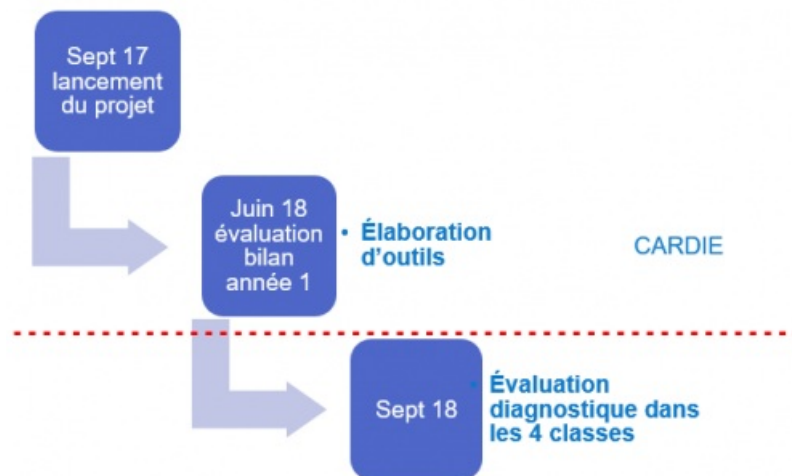 Sept 17
lancement
du projet
Juin 18
évaluation
bilan
année 1
• Élaboration
d'outils
CARDIE
Sept 18
• Évaluation
diagnostique dans
les 4 classes